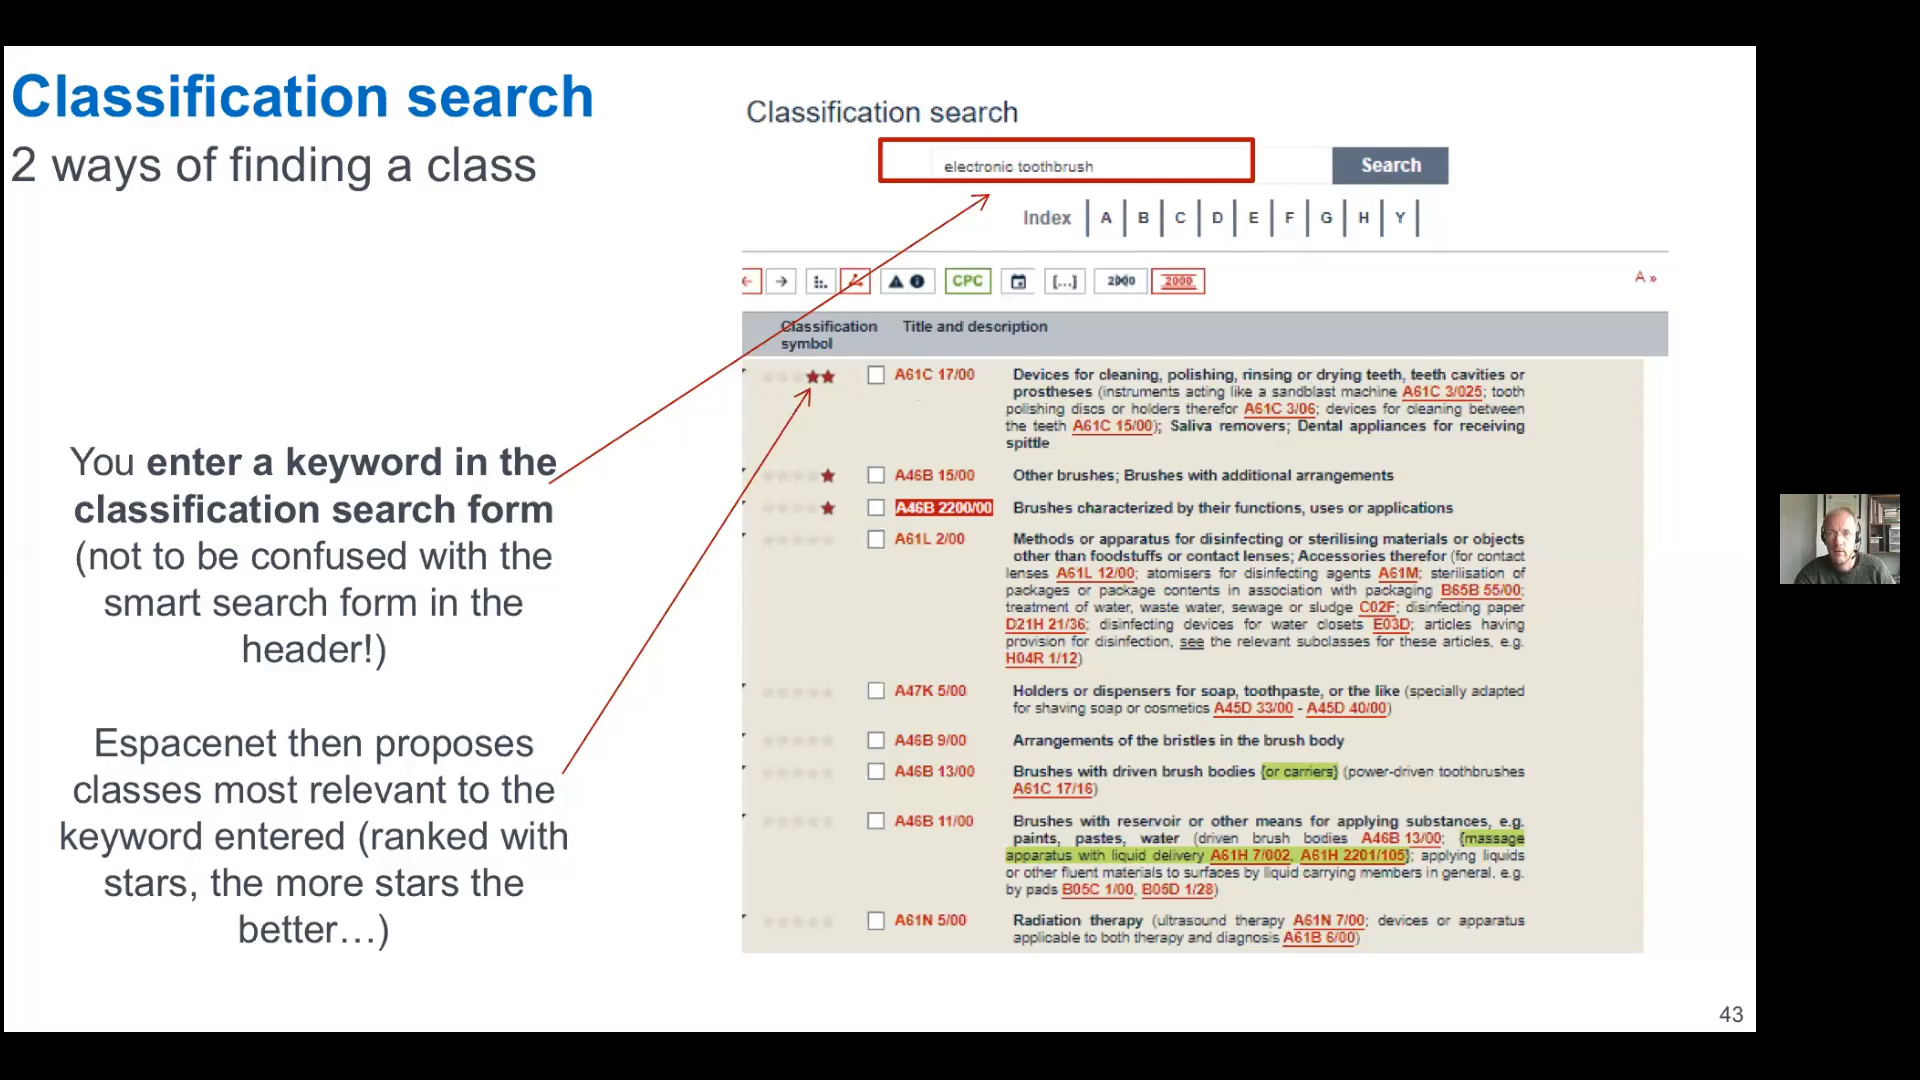 Classification search
2 ways of finding a class
You enter a keyword in the
classification search form
(not to be confused with the
smart search form in the
header!)
Espacenet then proposes
classes most relevant to the
keyword entered (ranked with
stars, the more stars the
better…)
Classification search
electronic toothbrush
Search
Index A B C D E F G H Y
CPC [...] 2000 2000
A »
Classification symbol Title and description
A61C 17/00 Devices for cleaning, polishing, rinsing or drying teeth, teeth cavities or
prostheses (instruments acting like a sandblast machine A61C 3/025; tooth
polishing discs or holders therefor A61C 3/06; devices for cleaning between
the teeth A61C 15/00); Saliva removers; Dental appliances for receiving
spittle
A46B 15/00 Other brushes; Brushes with additional arrangements
A46B 2200/00 Brushes characterized by their functions, uses or applications
A61L 2/00 Methods or apparatus for disinfecting or sterilising materials or objects
other than foodstuffs or contact lenses; Accessories therefor (for contact
lenses A61L 12/00; atomisers for disinfecting agents A61M; sterilisation of
packages or package contents in association with packaging B65B 55/00;
treatment of water, waste water, sewage or sludge C02F; disinfecting paper
D21H 21/36; disinfecting devices for water closets E03D; articles having
provision for disinfection, see the relevant subclasses for these articles, e.g.
H04R 1/12)
A47K 5/00 Holders or dispensers for soap, toothpaste, or the like (specially adapted
for shaving soap or cosmetics A45D 33/00 - A45D 40/00)
A46B 9/00 Arrangements of the bristles in the brush body
A46B 13/00 Brushes with driven brush bodies {or carriers} (power-driven toothbrushes
A61C 17/16)
A46B 11/00 Brushes with reservoir or other means for applying substances, e.g.
paints, pastes, water (driven brush bodies A46B 13/00; {massage
apparatus with liquid delivery A61H 7/002, A61H 2201/105}; applying liquids
or other fluent materials to surfaces by liquid carrying members in general, e.g.
by pads B05C 1/00, B05D 1/28)
A61N 5/00 Radiation therapy (ultrasound therapy A61N 7/00; devices or apparatus
applicable to both therapy and diagnosis A61B 6/00)
43